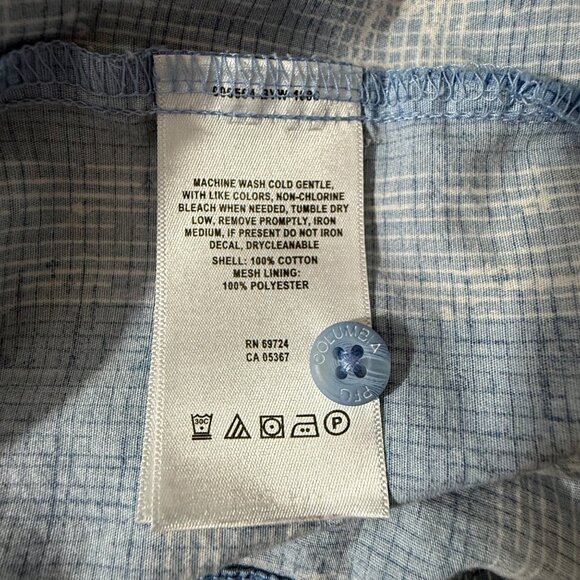 MACHINE WASH COLD GENTLE,
WITH LIKE COLORS, NON-CHLORINE
BLEACH WHEN NEEDED, TUMBLE DRY
LOW, REMOVE PROMPTLY, IRON
MEDIUM, IF PRESENT DO NOT IRON
DECAL, DRYCLEANABLE
SHELL: 100% COTTON
MESH LINING:
100% POLYESTER
RN 69724
CA 05367
COLUMBIA
PFG
30C
P